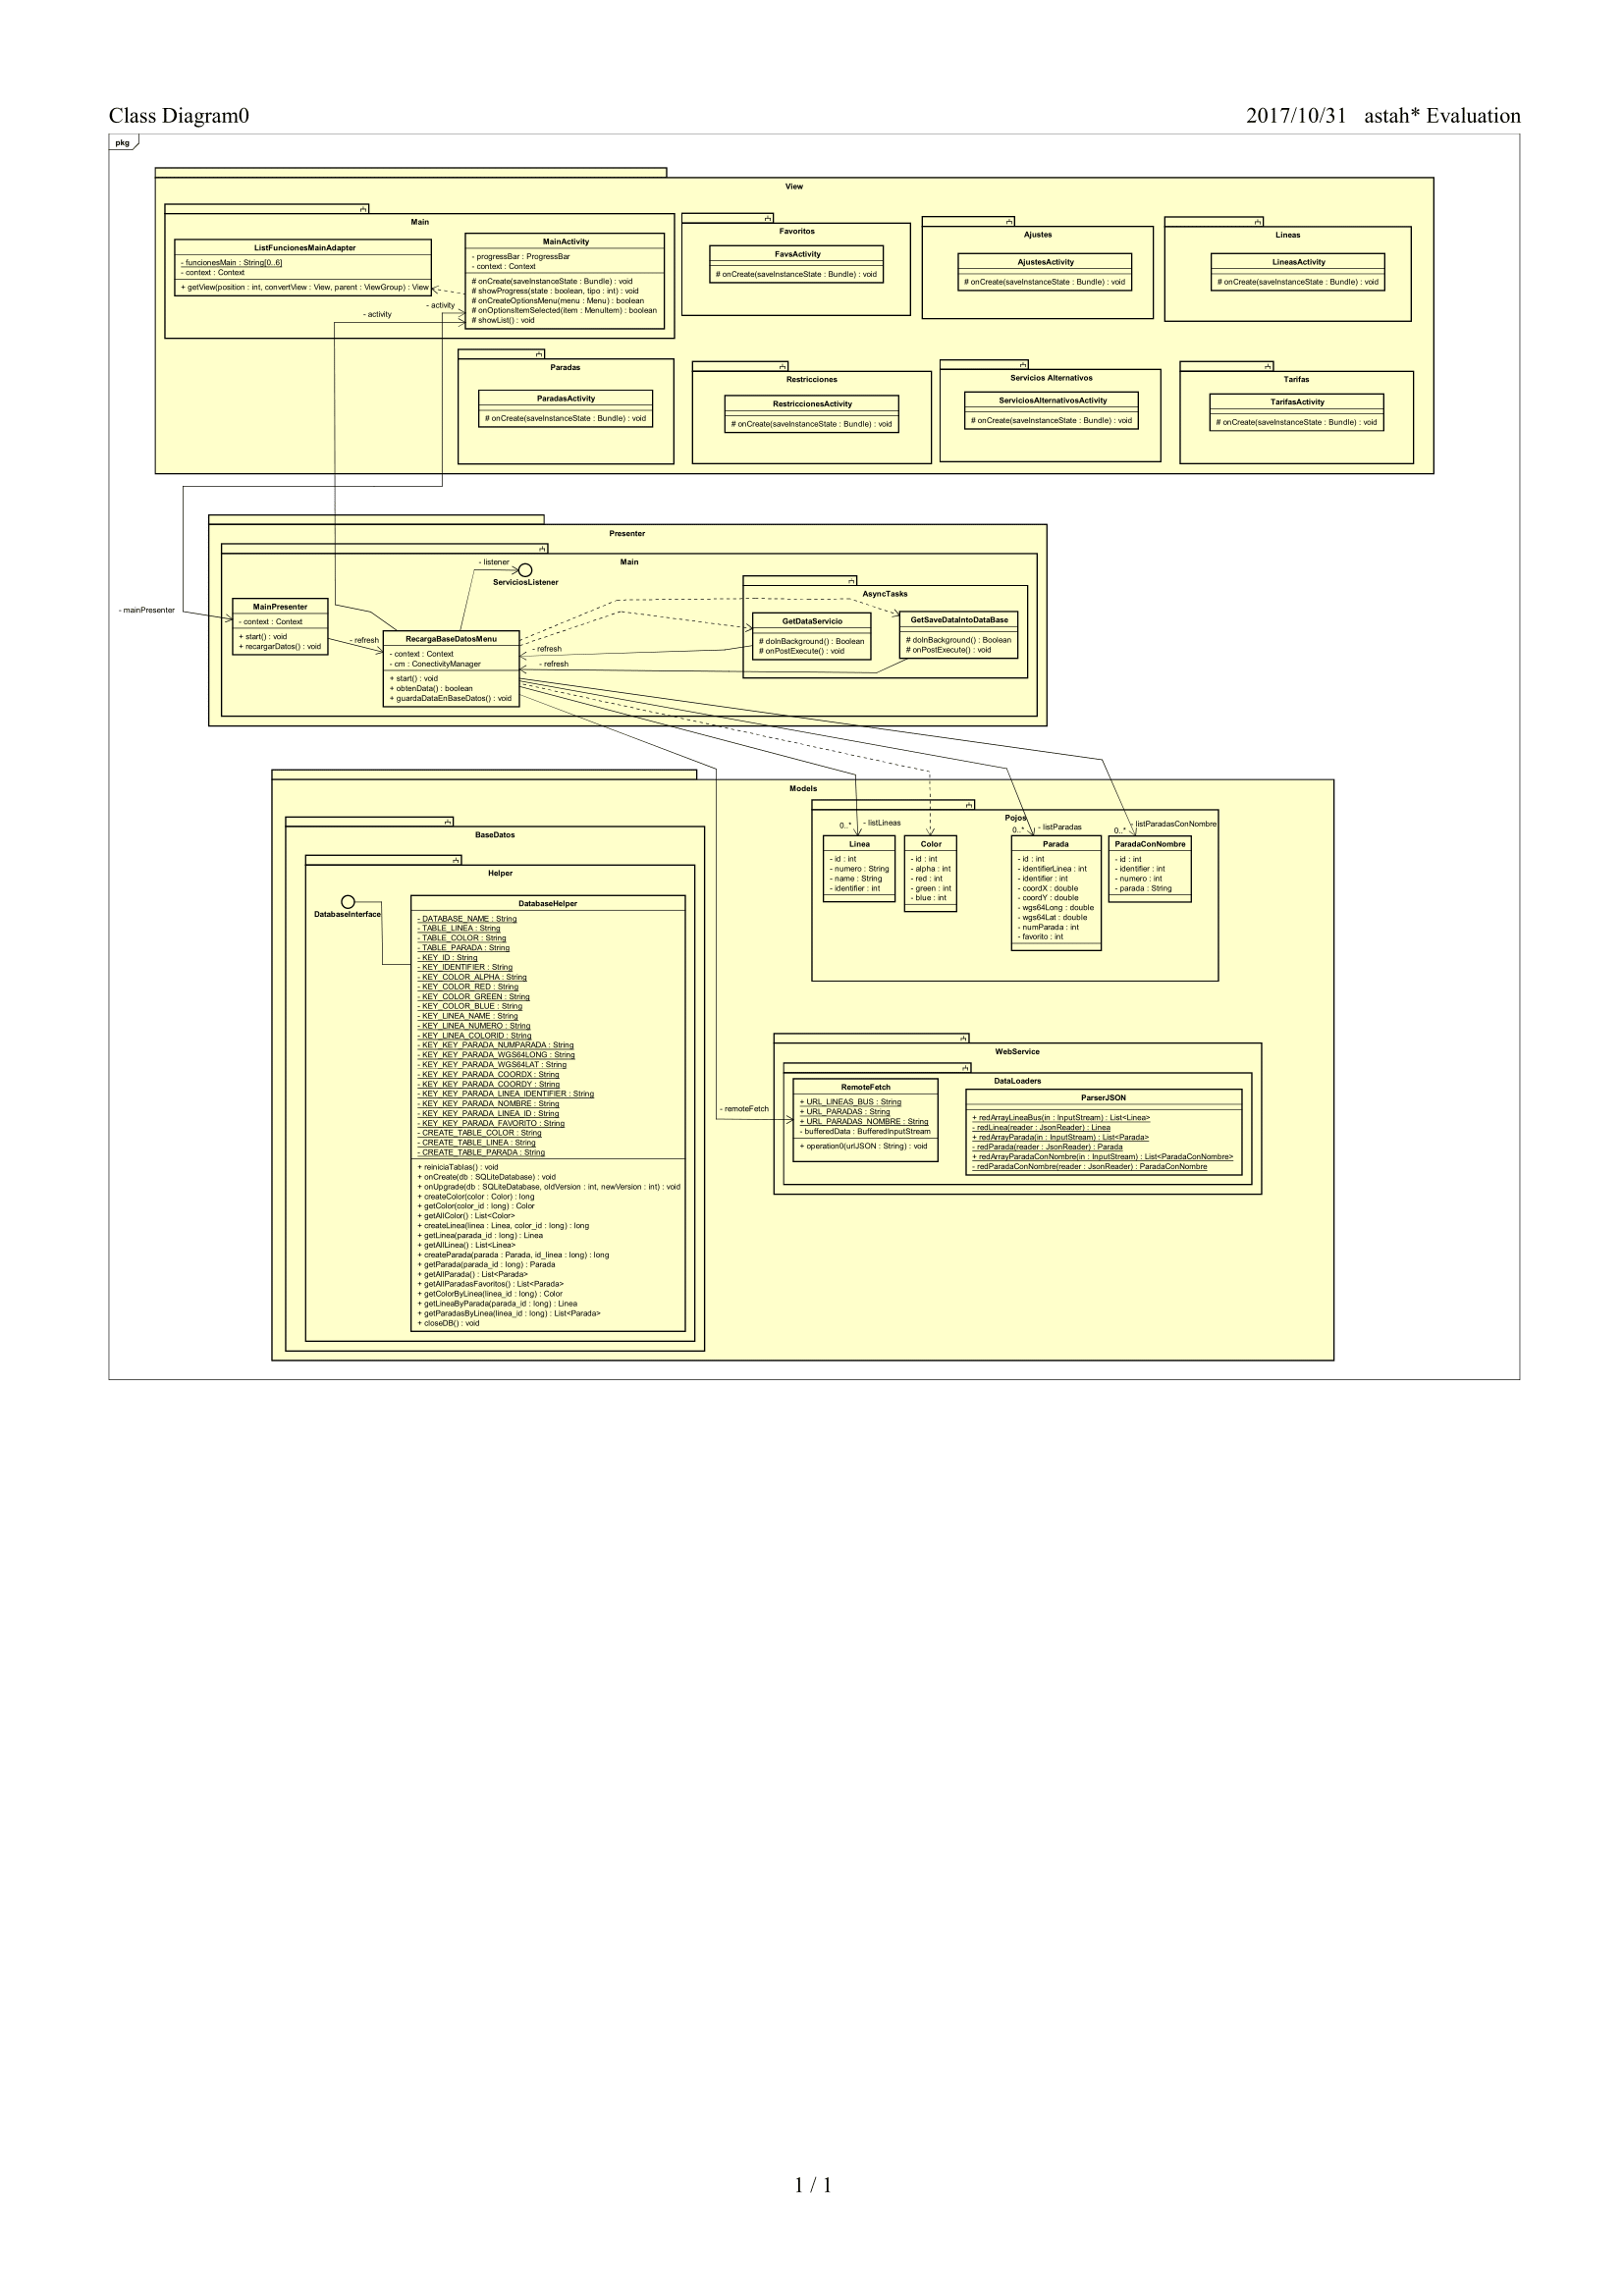 Class Diagram0
2017/10/31 astah* Evaluation
pkg
View
Main
ListFuncionesMainAdapter
- funcionesMain : String[0..6]
- context : Context
+ getView(position : int, convertView : View, parent : ViewGroup) : View
MainActivity
- progressBar : ProgressBar
- context : Context
# onCreate(saveInstanceState : Bundle) : void
# showProgress(state : boolean, tipo : int) : void
# onCreateOptionsMenu(menu : Menu) : boolean
# onOptionsItemSelected(item : MenuItem) : boolean
# showList() : void
- activity
- activity
Favoritos
FavsActivity
# onCreate(saveInstanceState : Bundle) : void
Ajustes
AjustesActivity
# onCreate(saveInstanceState : Bundle) : void
Lineas
LineasActivity
# onCreate(saveInstanceState : Bundle) : void
Paradas
ParadasActivity
# onCreate(saveInstanceState : Bundle) : void
Restricciones
RestriccionesActivity
# onCreate(saveInstanceState : Bundle) : void
Servicios Alternativos
ServiciosAlternativosActivity
# onCreate(saveInstanceState : Bundle) : void
Tarifas
TarifasActivity
# onCreate(saveInstanceState : Bundle) : void
Presenter
Main
- listener
ServiciosListener
- mainPresenter
MainPresenter
- context : Context
+ start() : void
+ recargarDatos() : void
- refresh
RecargaBaseDatosMenu
- context : Context
- cm : ConectivityManager
+ start() : void
+ obtenData() : boolean
+ guardaDataEnBaseDatos() : void
- refresh
- refresh
AsyncTasks
GetDataServicio
# doInBackground() : Boolean
# onPostExecute() : void
GetSaveDataIntoDataBase
# doInBackground() : Boolean
# onPostExecute() : void
Models
BaseDatos
Helper
DatabaseInterface
DatabaseHelper
- DATABASE_NAME : String
- TABLE_LINEA : String
- TABLE_COLOR : String
- TABLE_PARADA : String
- KEY_ID : String
- KEY_IDENTIFIER : String
- KEY_COLOR_ALPHA : String
- KEY_COLOR_RED : String
- KEY_COLOR_GREEN : String
- KEY_COLOR_BLUE : String
- KEY_LINEA_NAME : String
- KEY_LINEA_NUMERO : String
- KEY_LINEA_COLORID : String
- KEY_KEY_PARADA_NUMPARADA : String
- KEY_KEY_PARADA_WGS64LONG : String
- KEY_KEY_PARADA_WGS64LAT : String
- KEY_KEY_PARADA_COORDX : String
- KEY_KEY_PARADA_COORDY : String
- KEY_KEY_PARADA_LINEA_IDENTIFIER : String
- KEY_KEY_PARADA_NOMBRE : String
- KEY_KEY_PARADA_LINEA_ID : String
- KEY_KEY_PARADA_FAVORITO : String
- CREATE_TABLE_COLOR : String
- CREATE_TABLE_LINEA : String
- CREATE_TABLE_PARADA : String
+ reiniciaTablas() : void
+ onCreate(db : SQLiteDatabase) : void
+ onUpgrade(db : SQLiteDatabase, oldVersion : int, newVersion : int) : void
+ createColor(color : Color) : long
+ getColor(color_id : long) : Color
+ getAllColor() : List<Color>
+ createLinea(linea : Linea, color_id : long) : long
+ getLinea(parada_id : long) : Linea
+ getAllLinea() : List<Linea>
+ createParada(parada : Parada, id_linea : long) : long
+ getParada(parada_id : long) : Parada
+ getAllParada() : List<Parada>
+ getAllParadasFavoritos() : List<Parada>
+ getColorByLinea(linea_id : long) : Color
+ getLineaByParada(parada_id : long) : Linea
+ getParadasByLinea(linea_id : long) : List<Parada>
+ closeDB() : void
Pojos
0..* - listLineas
0..* - listParadas
0..* - listParadasConNombre
Linea
- id : int
- numero : String
- name : String
- identifier : int
Color
- id : int
- alpha : int
- red : int
- green : int
- blue : int
Parada
- id : int
- identifierLinea : int
- identifier : int
- coordX : double
- coordY : double
- wgs64Long : double
- wgs64Lat : double
- numParada : int
- favorito : int
ParadaConNombre
- id : int
- identifier : int
- numero : int
- parada : String
WebService
DataLoaders
- remoteFetch
RemoteFetch
+ URL_LINEAS_BUS : String
+ URL_PARADAS : String
+ URL_PARADAS_NOMBRE : String
- bufferedData : BufferedInputStream
+ operation0(urlJSON : String) : void
ParserJSON
+ redArrayLineaBus(in : InputStream) : List<Linea>
- redLinea(reader : JsonReader) : Linea
+ redArrayParada(in : InputStream) : List<Parada>
- redParada(reader : JsonReader) : Parada
+ redArrayParadaConNombre(in : InputStream) : List<ParadaConNombre>
- redParadaConNombre(reader : JsonReader) : ParadaConNombre
1 / 1